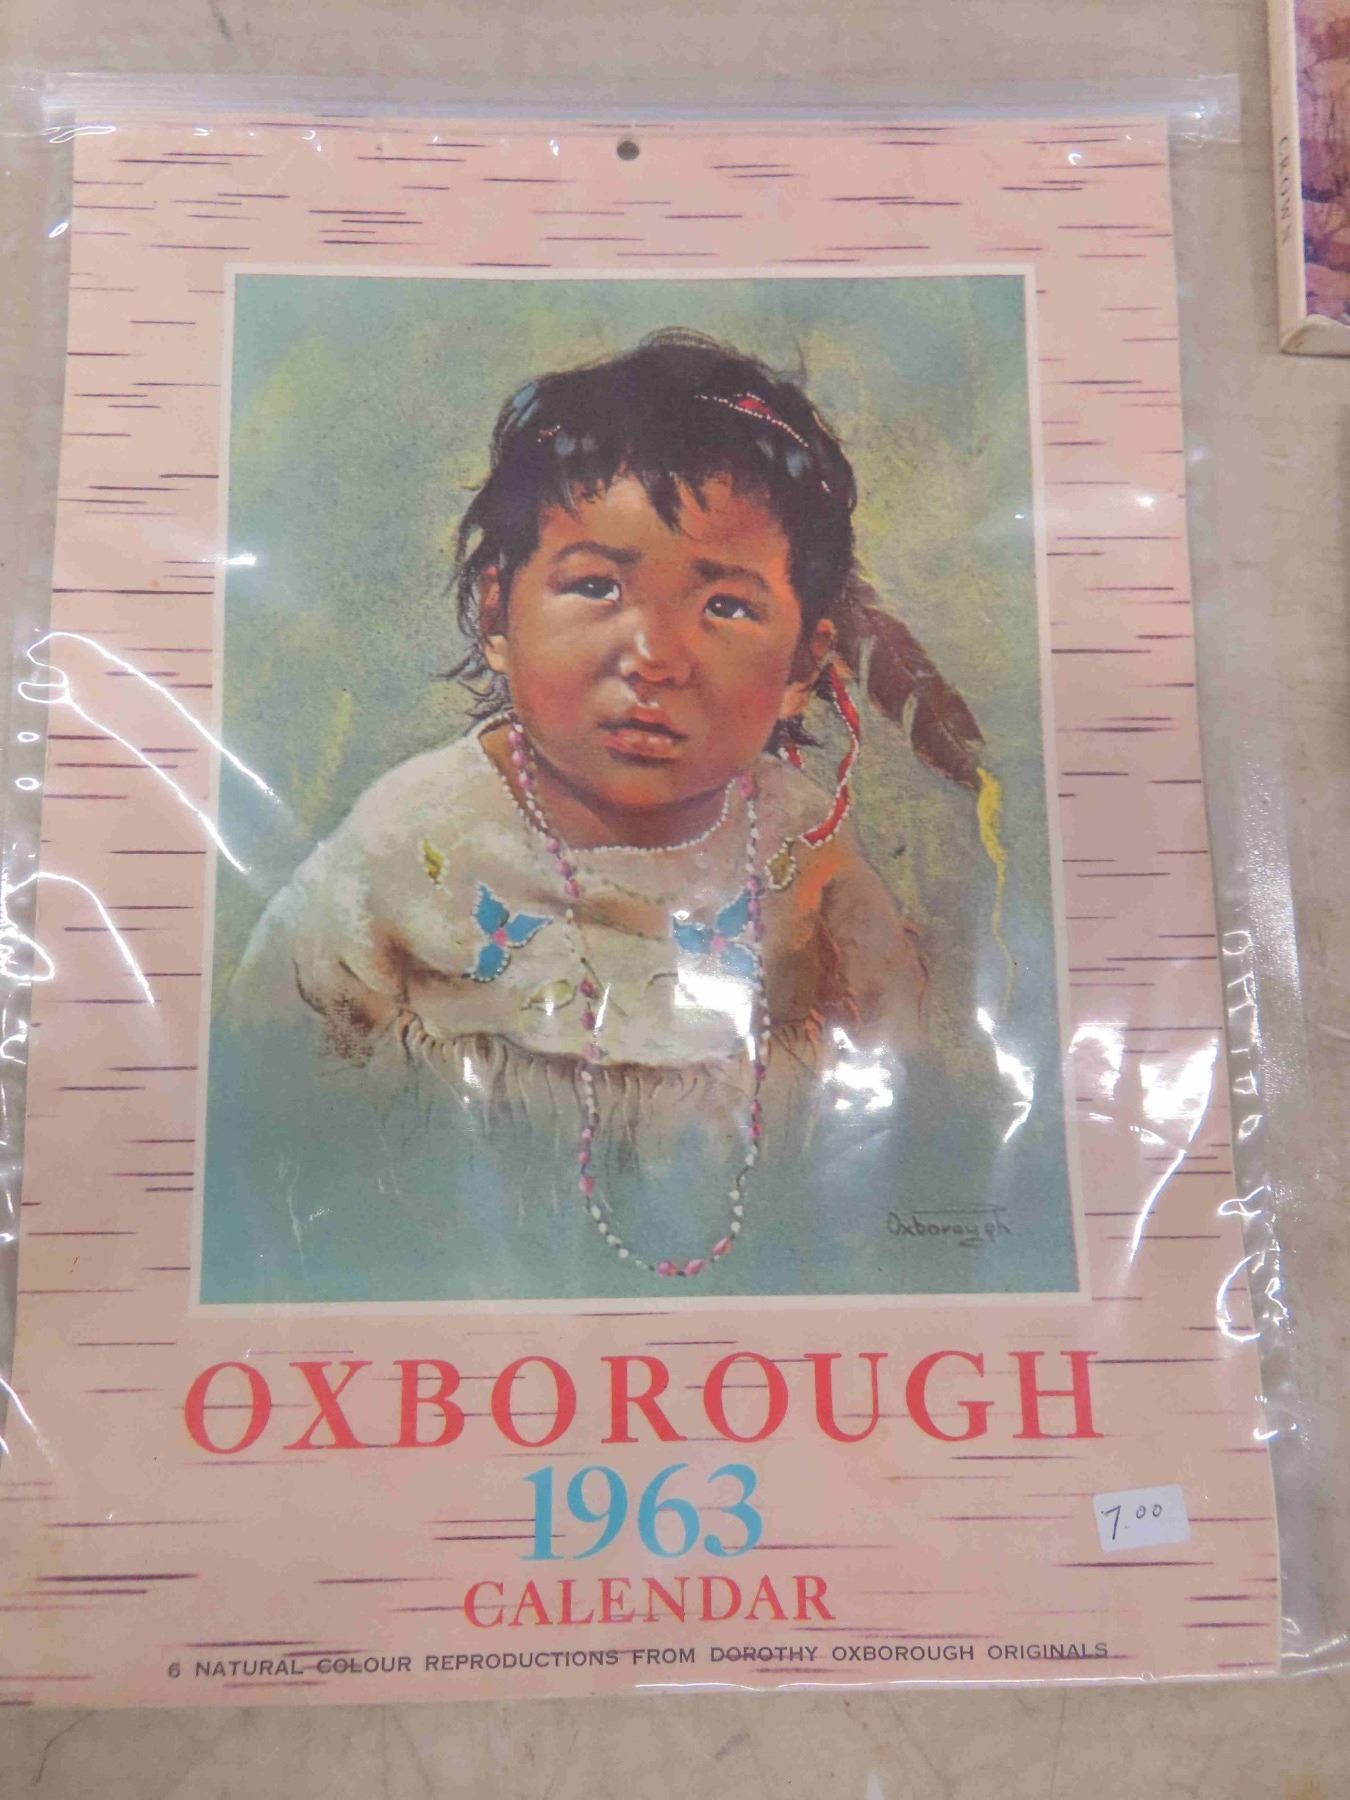 CROWN
Oxborough
OXBOROUGH
1963
7.00
CALENDAR
6 NATURAL COLOUR REPRODUCTIONS FROM DOROTHY OXBOROUGH ORIGINALS